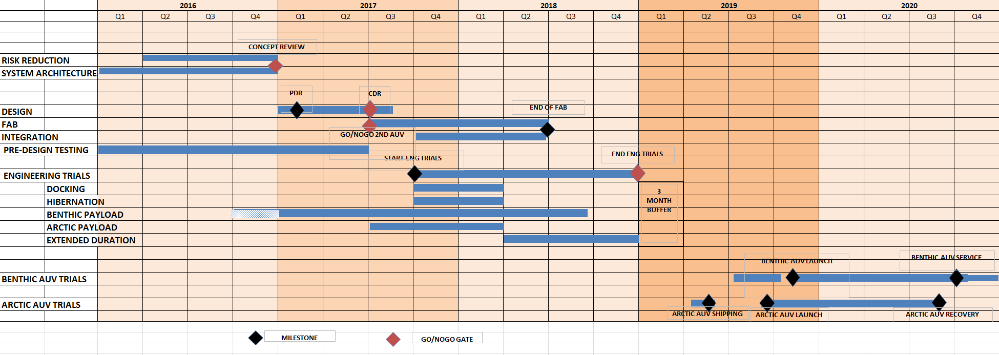 2016 2017 2018 2019 2020
Q1 Q2 Q3 Q4 Q1 Q2 Q3 Q4 Q1 Q2 Q3 Q4 Q1 Q2 Q3 Q4 Q1 Q2 Q3 Q4
CONCEPT REVIEW
RISK REDUCTION
SYSTEM ARCHITECTURE
PDR CDR
DESIGN END OF FAB
FAB
INTEGRATION GO/NOGO 2ND AUV
PRE-DESIGN TESTING
START ENG TRIALS END ENG TRIALS
ENGINEERING TRIALS
DOCKING
HIBERNATION
BENTHIC PAYLOAD
ARCTIC PAYLOAD
EXTENDED DURATION
3
MONTH
BUFFER
BENTHIC AUV LAUNCH BENTHIC AUV SERVICE
BENTHIC AUV TRIALS
ARCTIC AUV TRIALS
ARCTIC AUV SHIPPING ARCTIC AUV LAUNCH ARCTIC AUV RECOVERY
MILESTONE GO/NOGO GATE